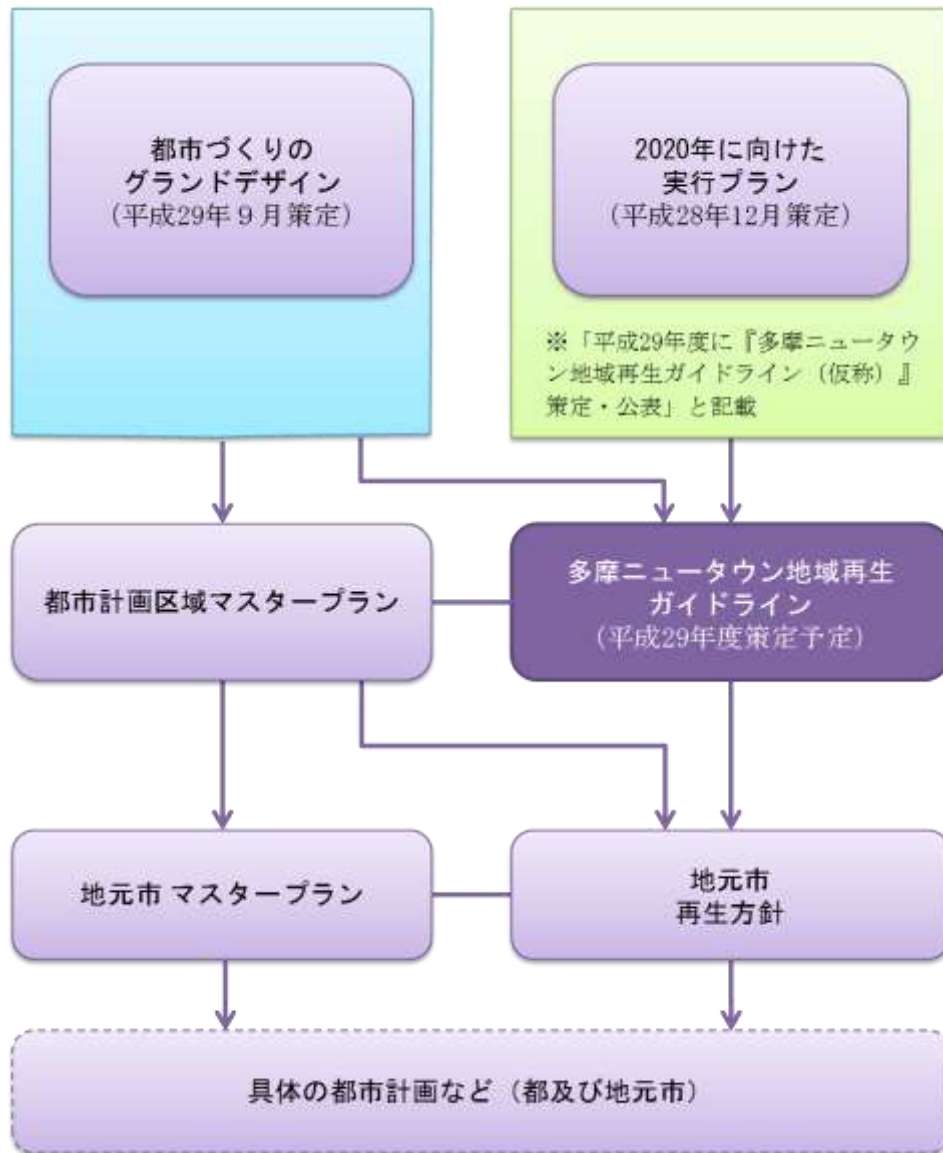 都市づくりの
グランドデザイン
（平成29年９月策定）
2020年に向けた
実行プラン
（平成28年12月策定）
※「平成29年度に『多摩ニュータウ
ン地域再生ガイドライン（仮称）』
策定・公表」と記載
都市計画区域マスタープラン
多摩ニュータウン地域再生
ガイドライン
（平成29年度策定予定）
地元市 マスタープラン
地元市
再生方針
具体の都市計画など（都及び地元市）